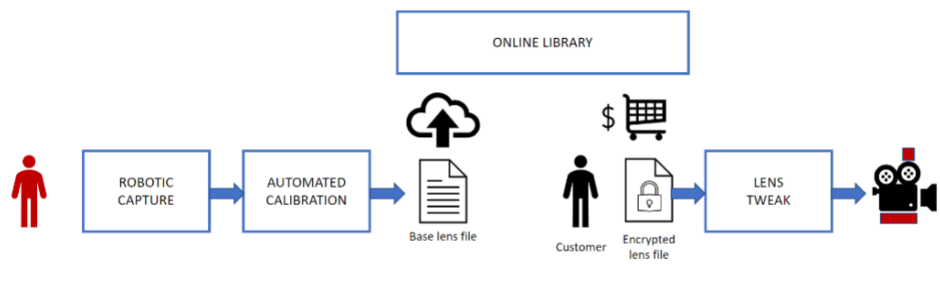 ONLINE LIBRARY
$
ROBOTIC
CAPTURE
AUTOMATED
CALIBRATION
Base lens file
Customer
Encrypted
lens file
LENS
TWEAK